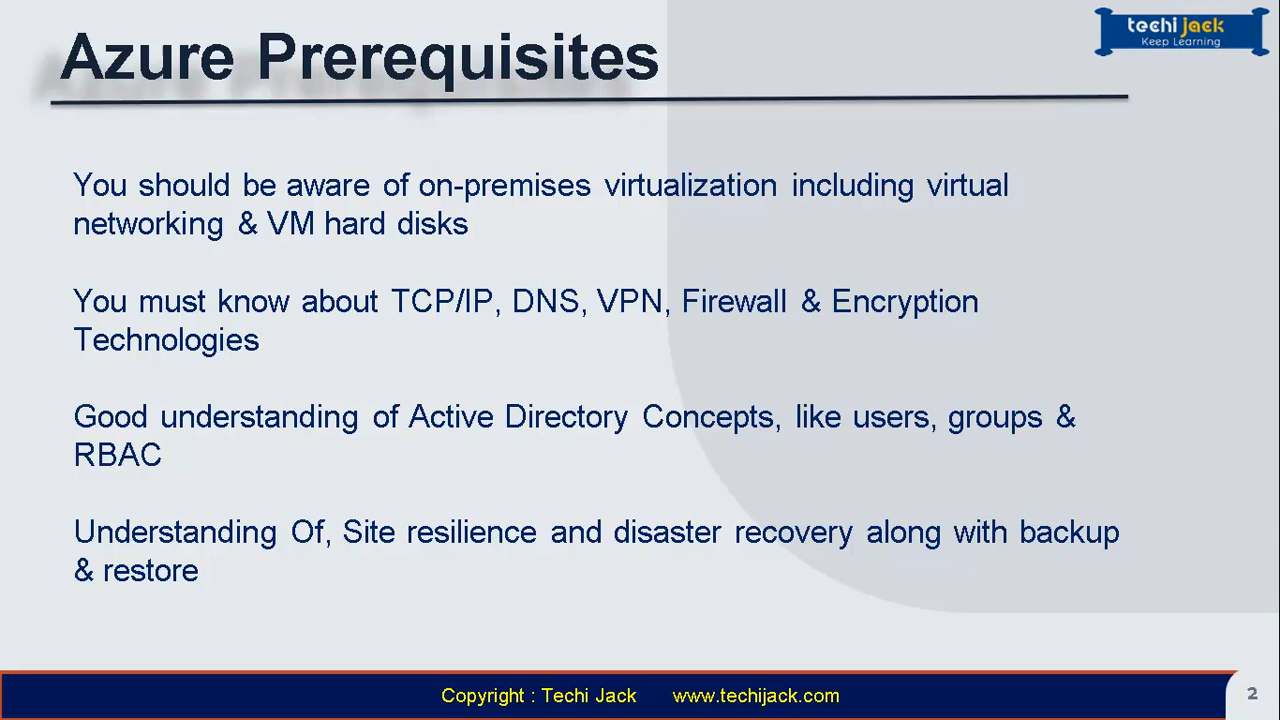 Azure Prerequisites
techi jack
Keep Learning
You should be aware of on-premises virtualization including virtual
networking & VM hard disks
You must know about TCP/IP, DNS, VPN, Firewall & Encryption
Technologies
Good understanding of Active Directory Concepts, like users, groups &
RBAC
Understanding Of, Site resilience and disaster recovery along with backup
& restore
Copyright : Techi Jack www.techijack.com
2